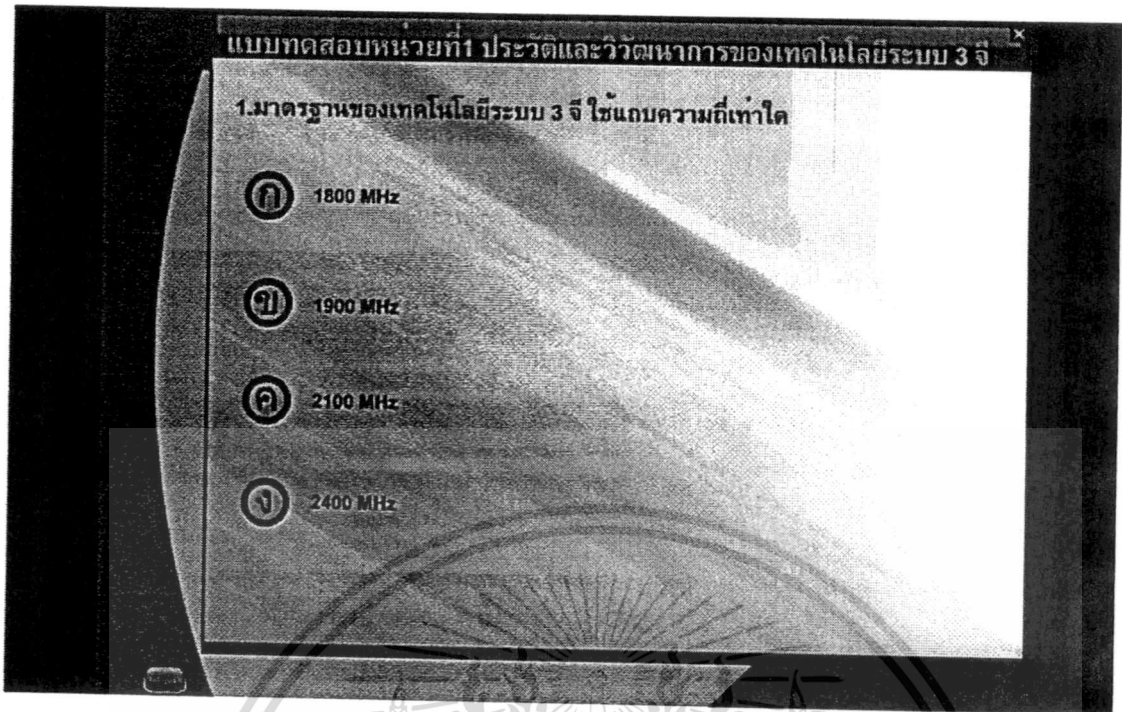 แบบทดสอบหน่วยที่1 ประวัติและวิวัฒนาการของเทคโนโลยีระบบ 3 จี
1.มาตรฐานของเทคโนโลยีระบบ 3 จี ใช้แถบความถี่เท่าใด
ก 1800 MHz
ข 1900 MHz
ค 2100 MHz
ง 2400 MHz